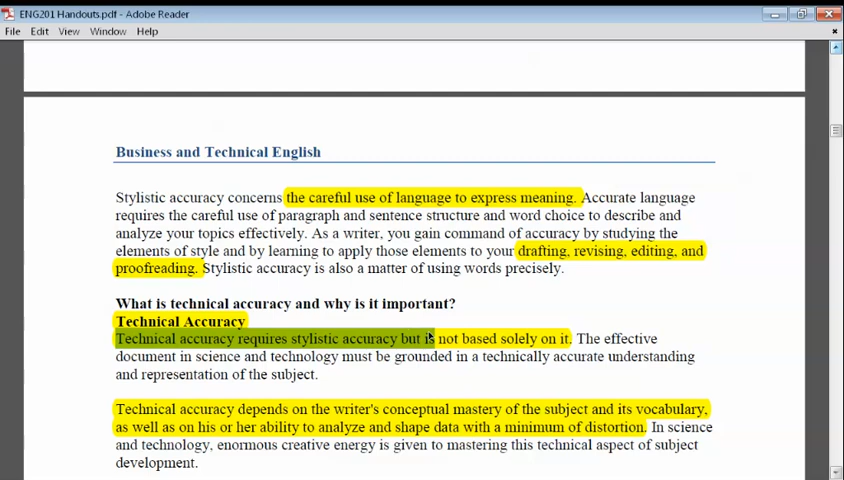 ENG201 Handouts.pdf - Adobe Reader
File Edit View Window Help
Business and Technical English
Stylistic accuracy concerns the careful use of language to express meaning. Accurate language
requires the careful use of paragraph and sentence structure and word choice to describe and
analyze your topics effectively. As a writer, you gain command of accuracy by studying the
elements of style and by learning to apply those elements to your drafting, revising, editing, and
proofreading. Stylistic accuracy is also a matter of using words precisely.
What is technical accuracy and why is it important?
Technical Accuracy
Technical accuracy requires stylistic accuracy but is not based solely on it. The effective
document in science and technology must be grounded in a technically accurate understanding
and representation of the subject.
Technical accuracy depends on the writer's conceptual mastery of the subject and its vocabulary,
as well as on his or her ability to analyze and shape data with a minimum of distortion. In science
and technology, enormous creative energy is given to mastering this technical aspect of subject
development.